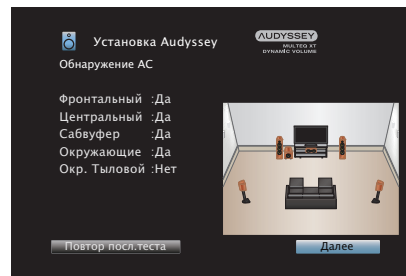 Установка Audyssey
AUDYSSEY
MULTEQ XT
DYNAMIC VOLUME
Обнаружение АС
Фронтальный :Да
Центральный :Да
Сабвуфер :Да
Окружающие :Да
Окр. Тыловой :Нет
Повтор посл.теста
Далее